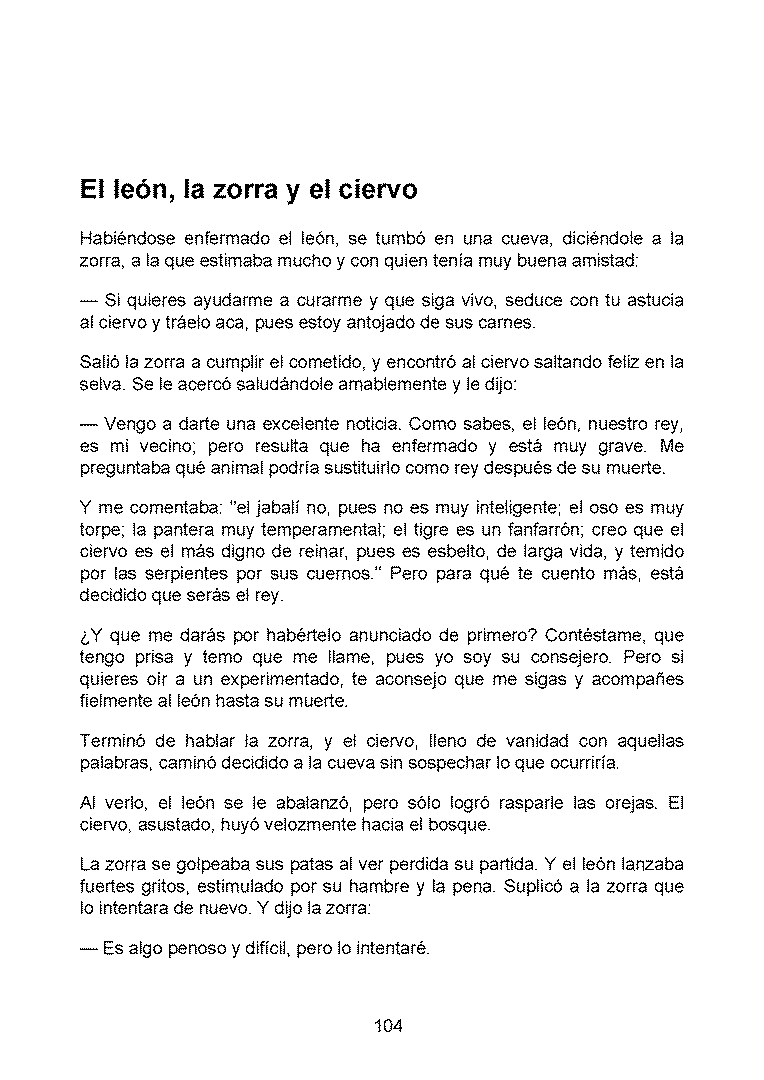 El león, la zorra y el ciervo
Habiéndose enfermado el león, se tumbó en una cueva, diciéndole a la
zorra, a la que estimaba mucho y con quien tenía muy buena amistad:
— Si quieres ayudarme a curarme y que siga vivo, seduce con tu astucia
al ciervo y tráelo aca, pues estoy antojado de sus carnes.
Salió la zorra a cumplir el cometido, y encontró al ciervo saltando feliz en la
selva. Se le acercó saludándole amablemente y le dijo:
— Vengo a darte una excelente noticia. Como sabes, el león, nuestro rey,
es mi vecino; pero resulta que ha enfermado y está muy grave. Me
preguntaba qué animal podría sustituirlo como rey después de su muerte.
Y me comentaba: "el jabalí no, pues no es muy inteligente; el oso es muy
torpe; la pantera muy temperamental; el tigre es un fanfarrón; creo que el
ciervo es el más digno de reinar, pues es esbelto, de larga vida, y temido
por las serpientes por sus cuernos." Pero para qué te cuento más, está
decidido que serás el rey.
¿Y que me darás por habértelo anunciado de primero? Contéstame, que
tengo prisa y temo que me llame, pues yo soy su consejero. Pero si
quieres oir a un experimentado, te aconsejo que me sigas y acompañes
fielmente al león hasta su muerte.
Terminó de hablar la zorra, y el ciervo, lleno de vanidad con aquellas
palabras, caminó decidido a la cueva sin sospechar lo que ocurriría.
Al verlo, el león se le abalanzó, pero sólo logró rasparle las orejas. El
ciervo, asustado, huyó velozmente hacia el bosque.
La zorra se golpeaba sus patas al ver perdida su partida. Y el león lanzaba
fuertes gritos, estimulado por su hambre y la pena. Suplicó a la zorra que
lo intentara de nuevo. Y dijo la zorra:
— Es algo penoso y difícil, pero lo intentaré.
104